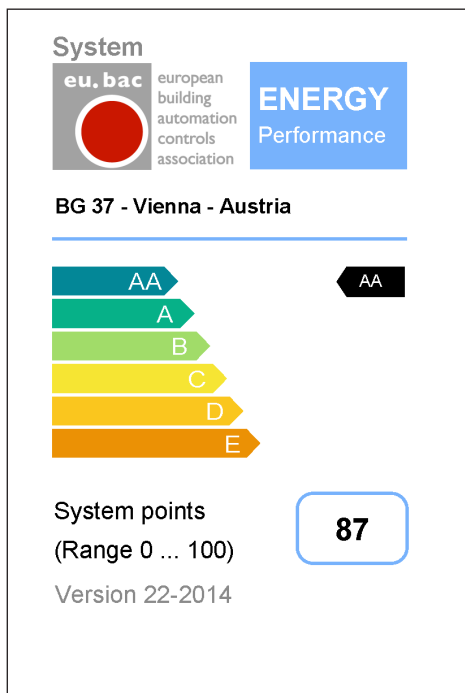 System
eu.bac
european
building
automation
controls
association
ENERGY
Performance
BG 37 - Vienna - Austria
AA
AA
A
B
C
D
E
System points
(Range 0 ... 100)
87
Version 22-2014